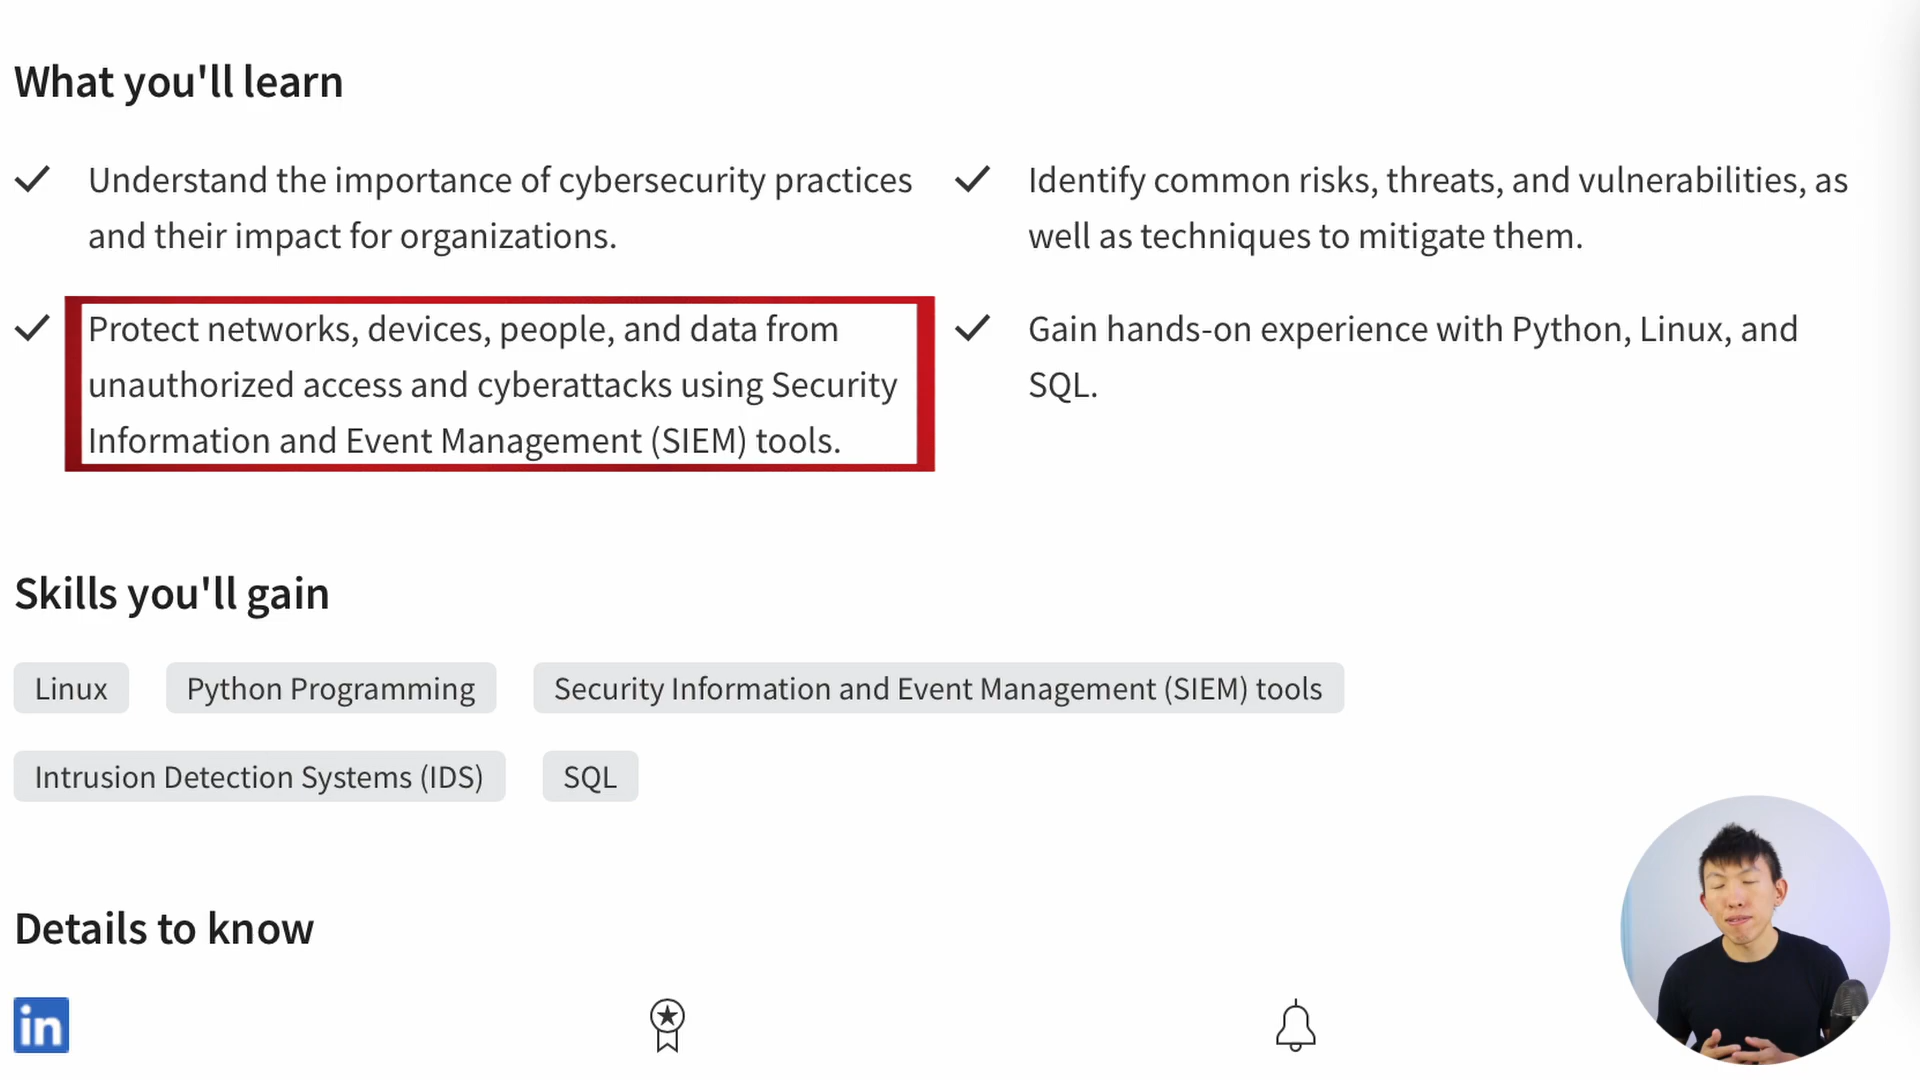 What you'll learn
Understand the importance of cybersecurity practices
and their impact for organizations.
Identify common risks, threats, and vulnerabilities, as
well as techniques to mitigate them.
Protect networks, devices, people, and data from
unauthorized access and cyberattacks using Security
Information and Event Management (SIEM) tools.
Gain hands-on experience with Python, Linux, and
SQL.
Skills you'll gain
Linux
Python Programming
Security Information and Event Management (SIEM) tools
Intrusion Detection Systems (IDS)
SQL
Details to know
in